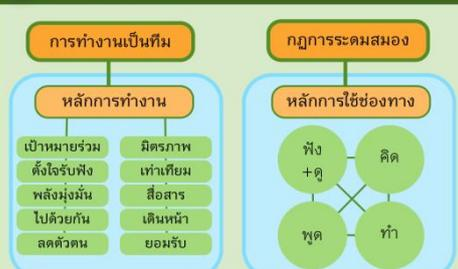 การทำงานเป็นทีม
หลักการทำงาน
เป้าหมายร่วม
ตั้งใจรับฟัง
พลังมุ่งมั่น
ไปด้วยกัน
ลดตัวตน
มิตรภาพ
เท่าเทียม
สื่อสาร
เดินหน้า
ยอมรับ
กฎการระดมสมอง
หลักการใช้ช่องทาง
ฟัง
+ดู
คิด
พูด
ทำ